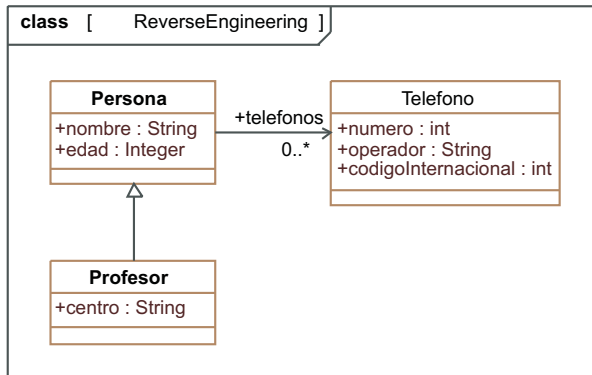 class [ ReverseEngineering ]
Persona
+nombre : String
+edad : Integer
+telefonos
0..*
Telefono
+numero : int
+operador : String
+codigoInternacional : int
Profesor
+centro : String